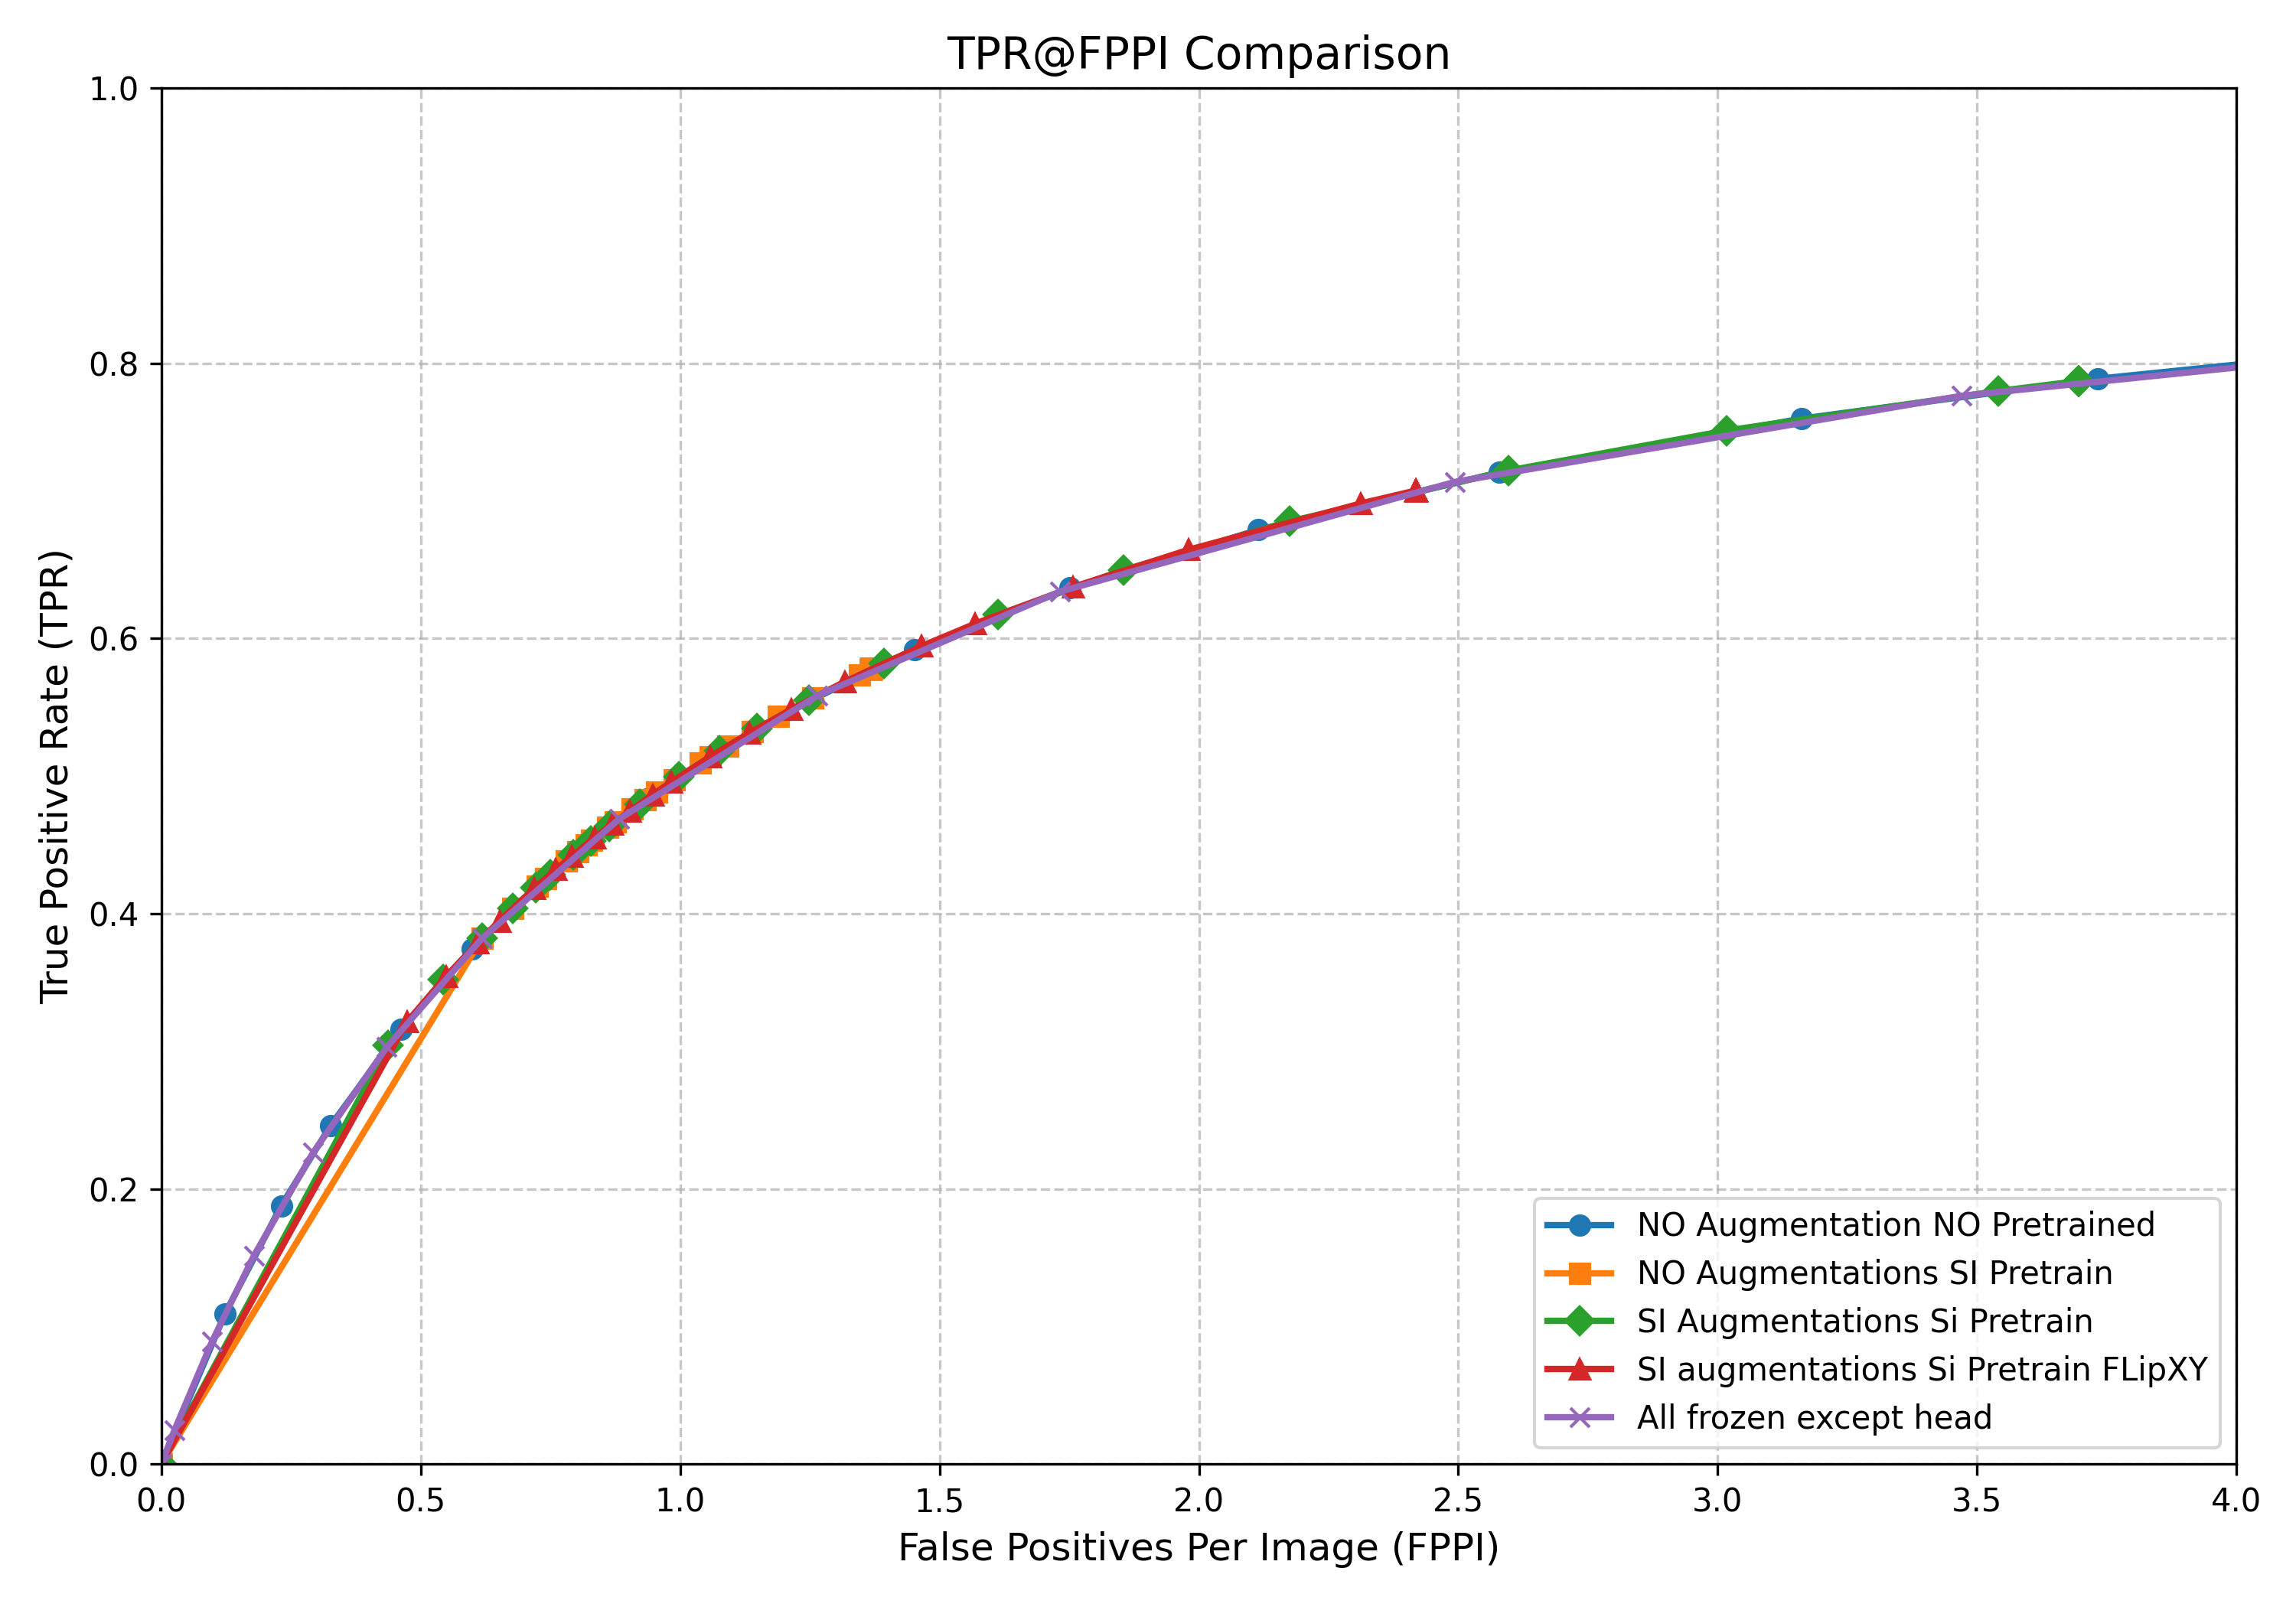 TPR@FPPI Comparison
True Positive Rate (TPR)
1.0
0.8
0.6
0.4
0.2
0.0
0.0 0.5 1.0 1.5 2.0 2.5 3.0 3.5 4.0
False Positives Per Image (FPPI)
NO Augmentation NO Pretrained
NO Augmentations SI Pretrain
SI Augmentations Si Pretrain
SI augmentations Si Pretrain FLipXY
All frozen except head